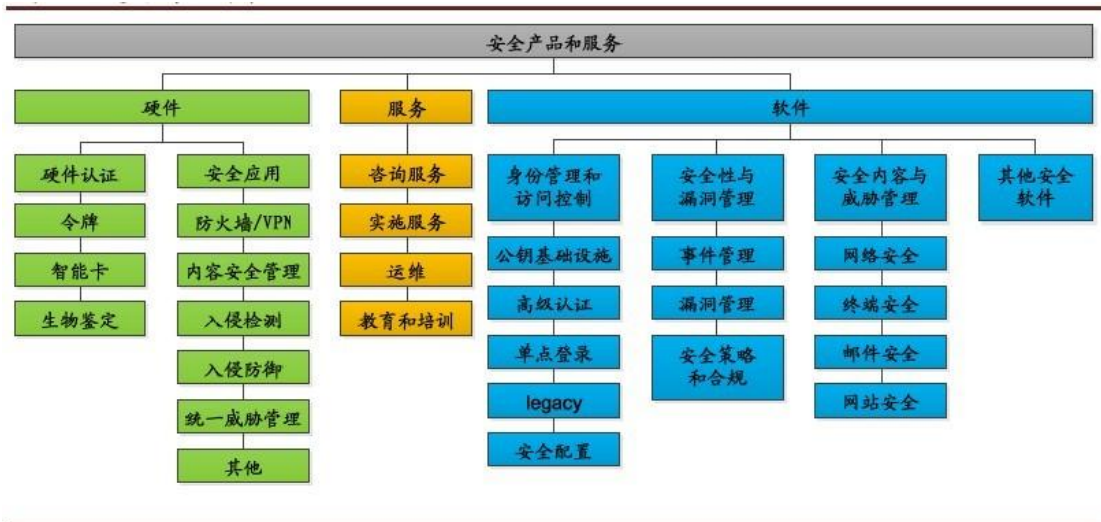 安全产品和服务
硬件
服务
软件
硬件认证
安全应用
咨询服务
身份管理和
访问控制
安全性与
漏洞管理
安全内容与
威胁管理
其他安全
软件
令牌
防火墙/VPN
实施服务
公钥基础设施
事件管理
网络安全
智能卡
内容安全管理
运维
高级认证
漏洞管理
终端安全
生物鉴定
入侵检测
教育和培训
单点登录
安全策略
和合规
邮件安全
入侵防御
legacy
网站安全
统一威胁管理
安全配置
其他